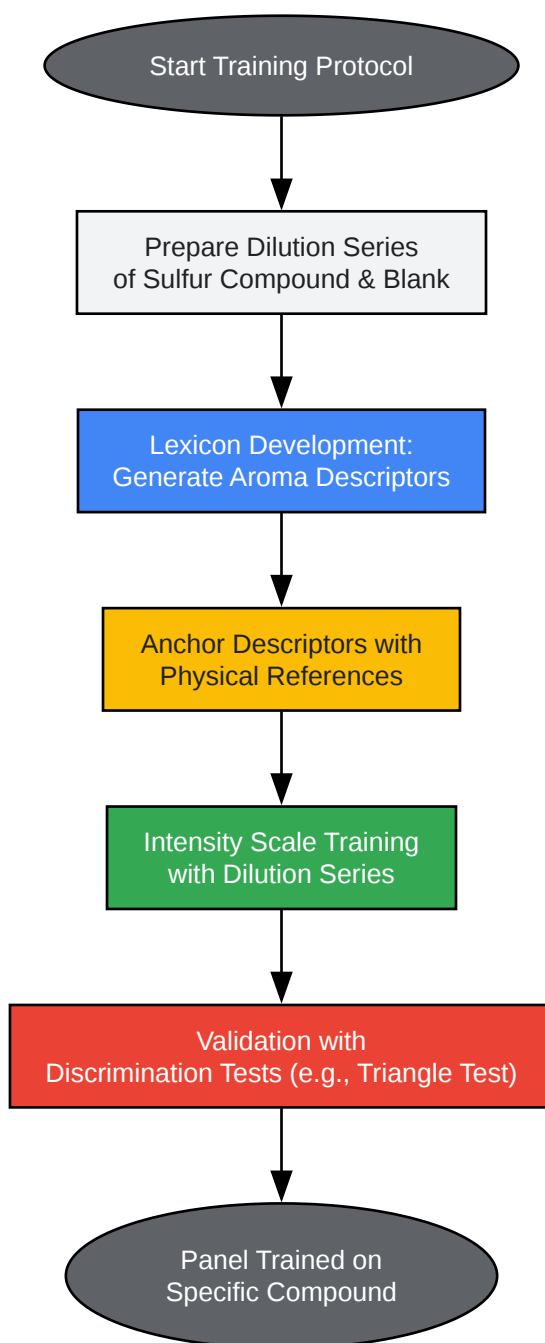 Start Training Protocol
Prepare Dilution Series
of Sulfur Compound & Blank
Lexicon Development:
Generate Aroma Descriptors
Anchor Descriptors with
Physical References
Intensity Scale Training
with Dilution Series
Validation with
Discrimination Tests (e.g., Triangle Test)
Panel Trained on
Specific Compound